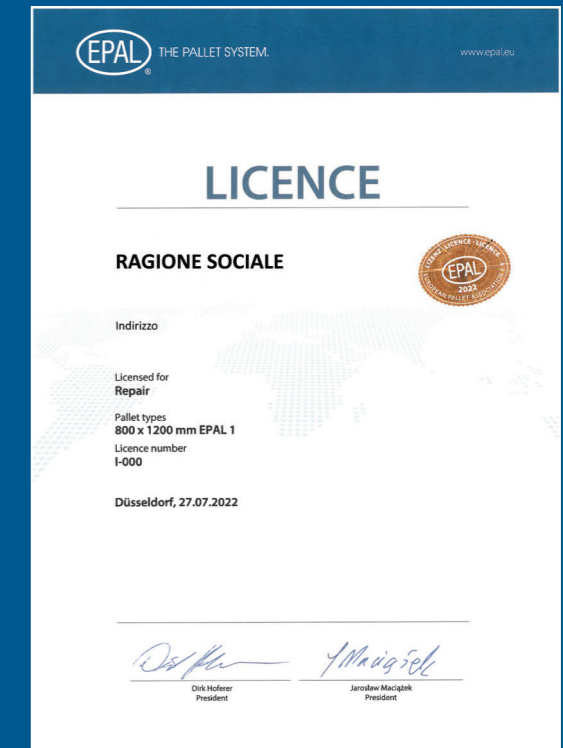 EPAL ® THE PALLET SYSTEM. www.epal.eu
LICENCE
RAGIONE SOCIALE
LIZENZ · LICENCE · LICENCE
EPAL
2022
EUROPEAN PALLET ASSOCIATION
Indirizzo
Licensed for
Repair
Pallet types
800 x 1200 mm EPAL 1
Licence number
I-000
Düsseldorf, 27.07.2022
Dirk Hoferer
President
Jarosław Maciążek
President